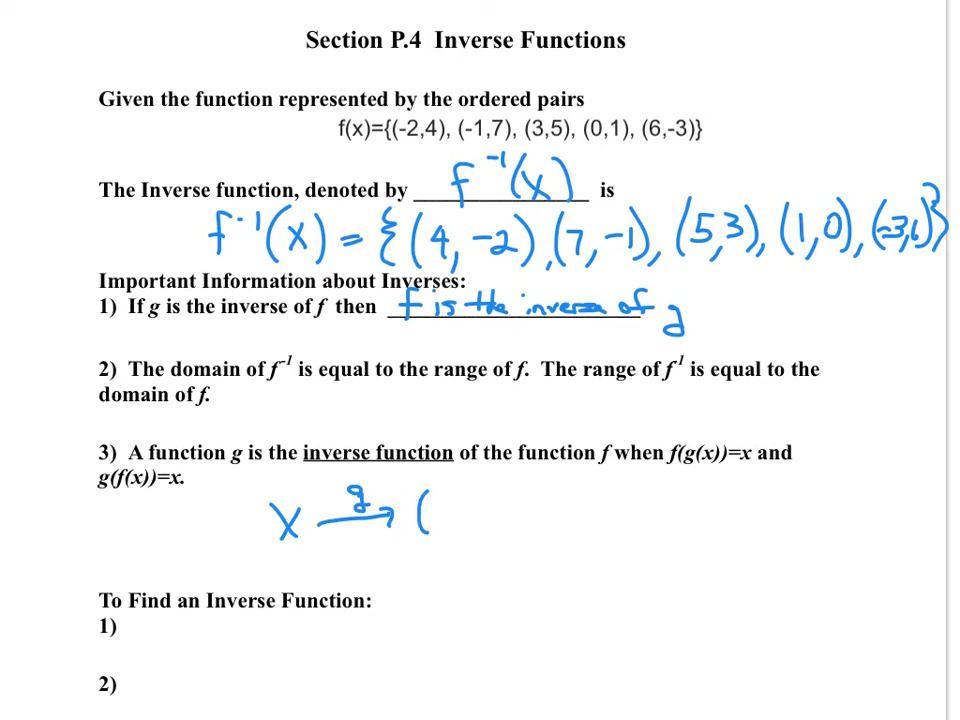 Section P.4 Inverse Functions
Given the function represented by the ordered pairs
f(x)={(-2,4), (-1,7), (3,5), (0,1), (6,-3)}
The Inverse function, denoted by f⁻¹(x) is
f⁻¹(x) = {(4, -2), (7, -1), (5,3), (1,0), (-3,6)}
Important Information about Inverses:
1) If g is the inverse of f then f is the inverse of g
2) The domain of f⁻¹ is equal to the range of f. The range of f⁻¹ is equal to the
domain of f.
3) A function g is the inverse function of the function f when f(g(x))=x and
g(f(x))=x.
x g→ (
To Find an Inverse Function:
1)
2)